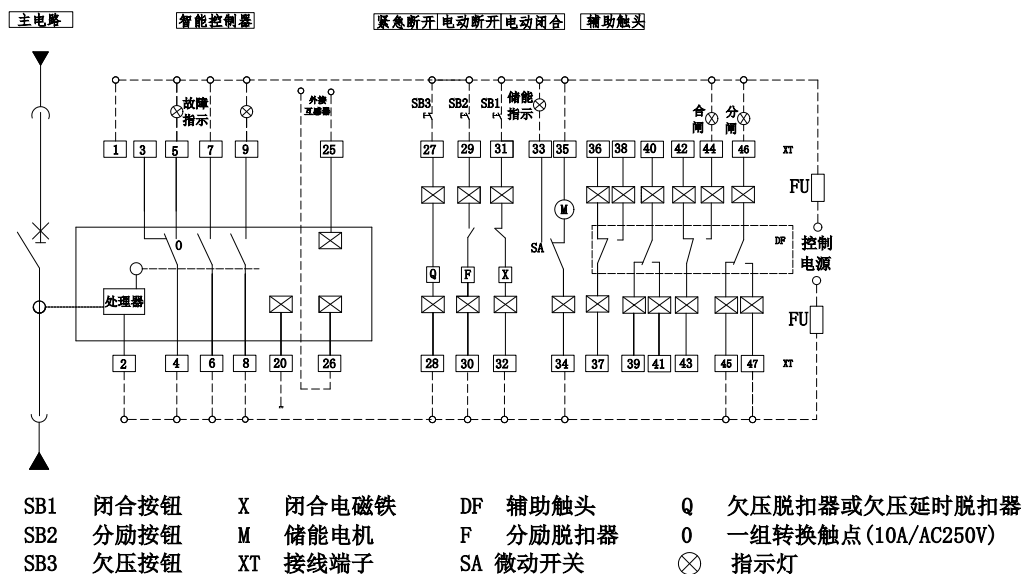 主电路 智能控制器 紧急断开 电动断开 电动闭合 辅助触头
故障指示 外接互感器 SB3 SB2 SB1 储能指示 合闸 分闸
1 3 5 7 9 25 27 29 31 33 35 36 38 40 42 44 46 XT
FU
M
0 SA DF 控制电源
Q F X
处理器
FU
2 4 6 8 20 26 28 30 32 34 37 39 41 43 45 47 XT
SB1 闭合按钮 X 闭合电磁铁 DF 辅助触头 Q 欠压脱扣器或欠压延时脱扣器
SB2 分励按钮 M 储能电机 F 分励脱扣器 0 一组转换触点(10A/AC250V)
SB3 欠压按钮 XT 接线端子 SA 微动开关 指示灯